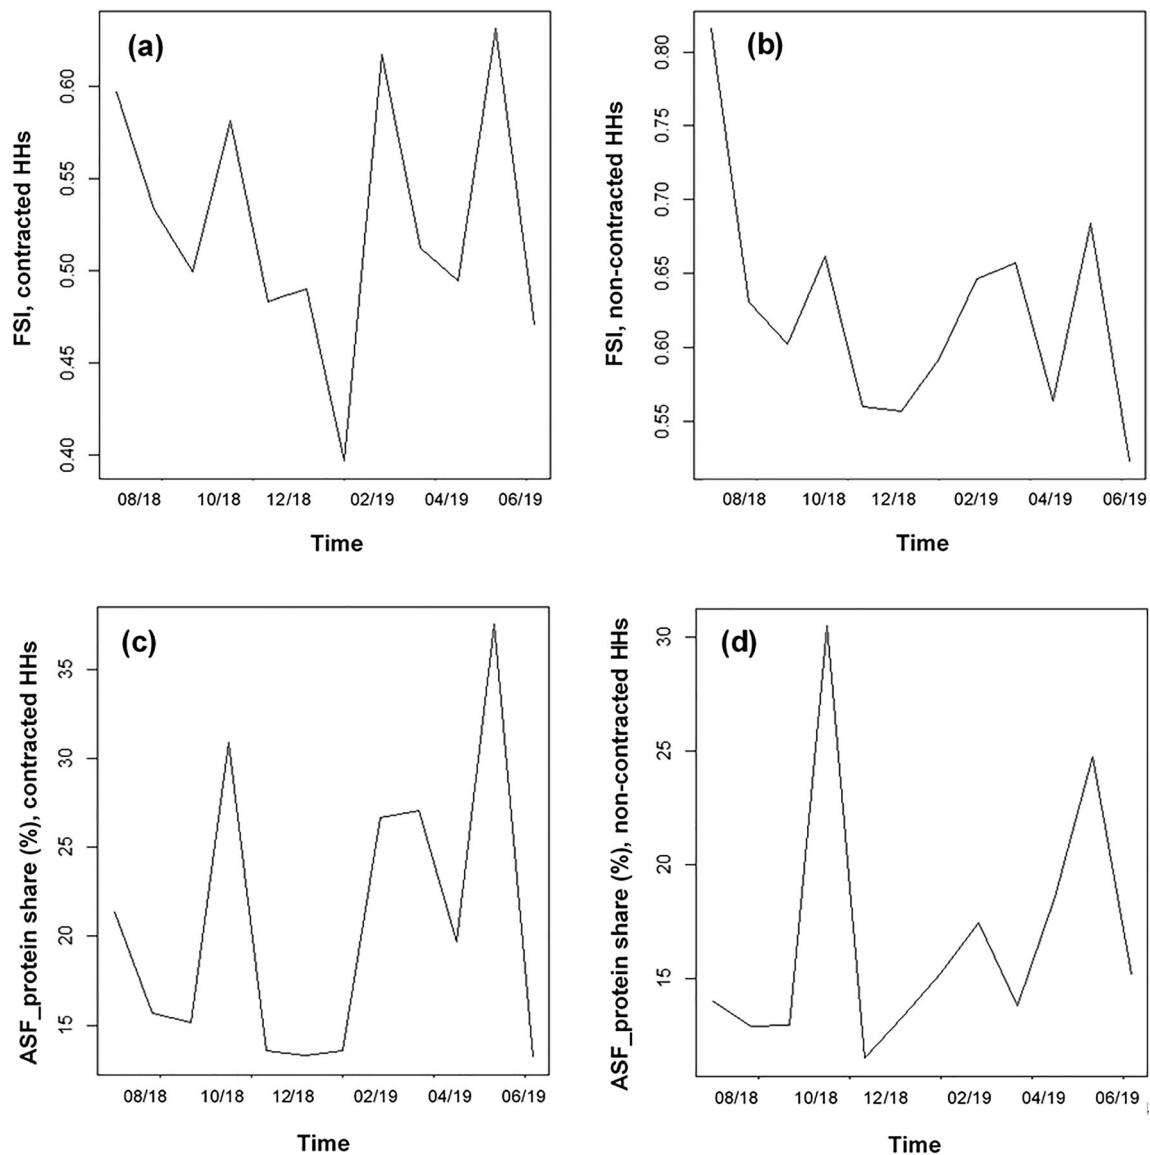 (a)
FSI, contracted HHs
0.60
0.55
0.50
0.45
0.40
08/18 10/18 12/18 02/19 04/19 06/19
Time
(b)
FSI, non-contracted HHs
0.80
0.75
0.70
0.65
0.60
0.55
08/18 10/18 12/18 02/19 04/19 06/19
Time
(c)
ASF_protein share (%), contracted HHs
35
30
25
20
15
08/18 10/18 12/18 02/19 04/19 06/19
Time
(d)
ASF_protein share (%), non-contracted HHs
30
25
20
15
08/18 10/18 12/18 02/19 04/19 06/19
Time